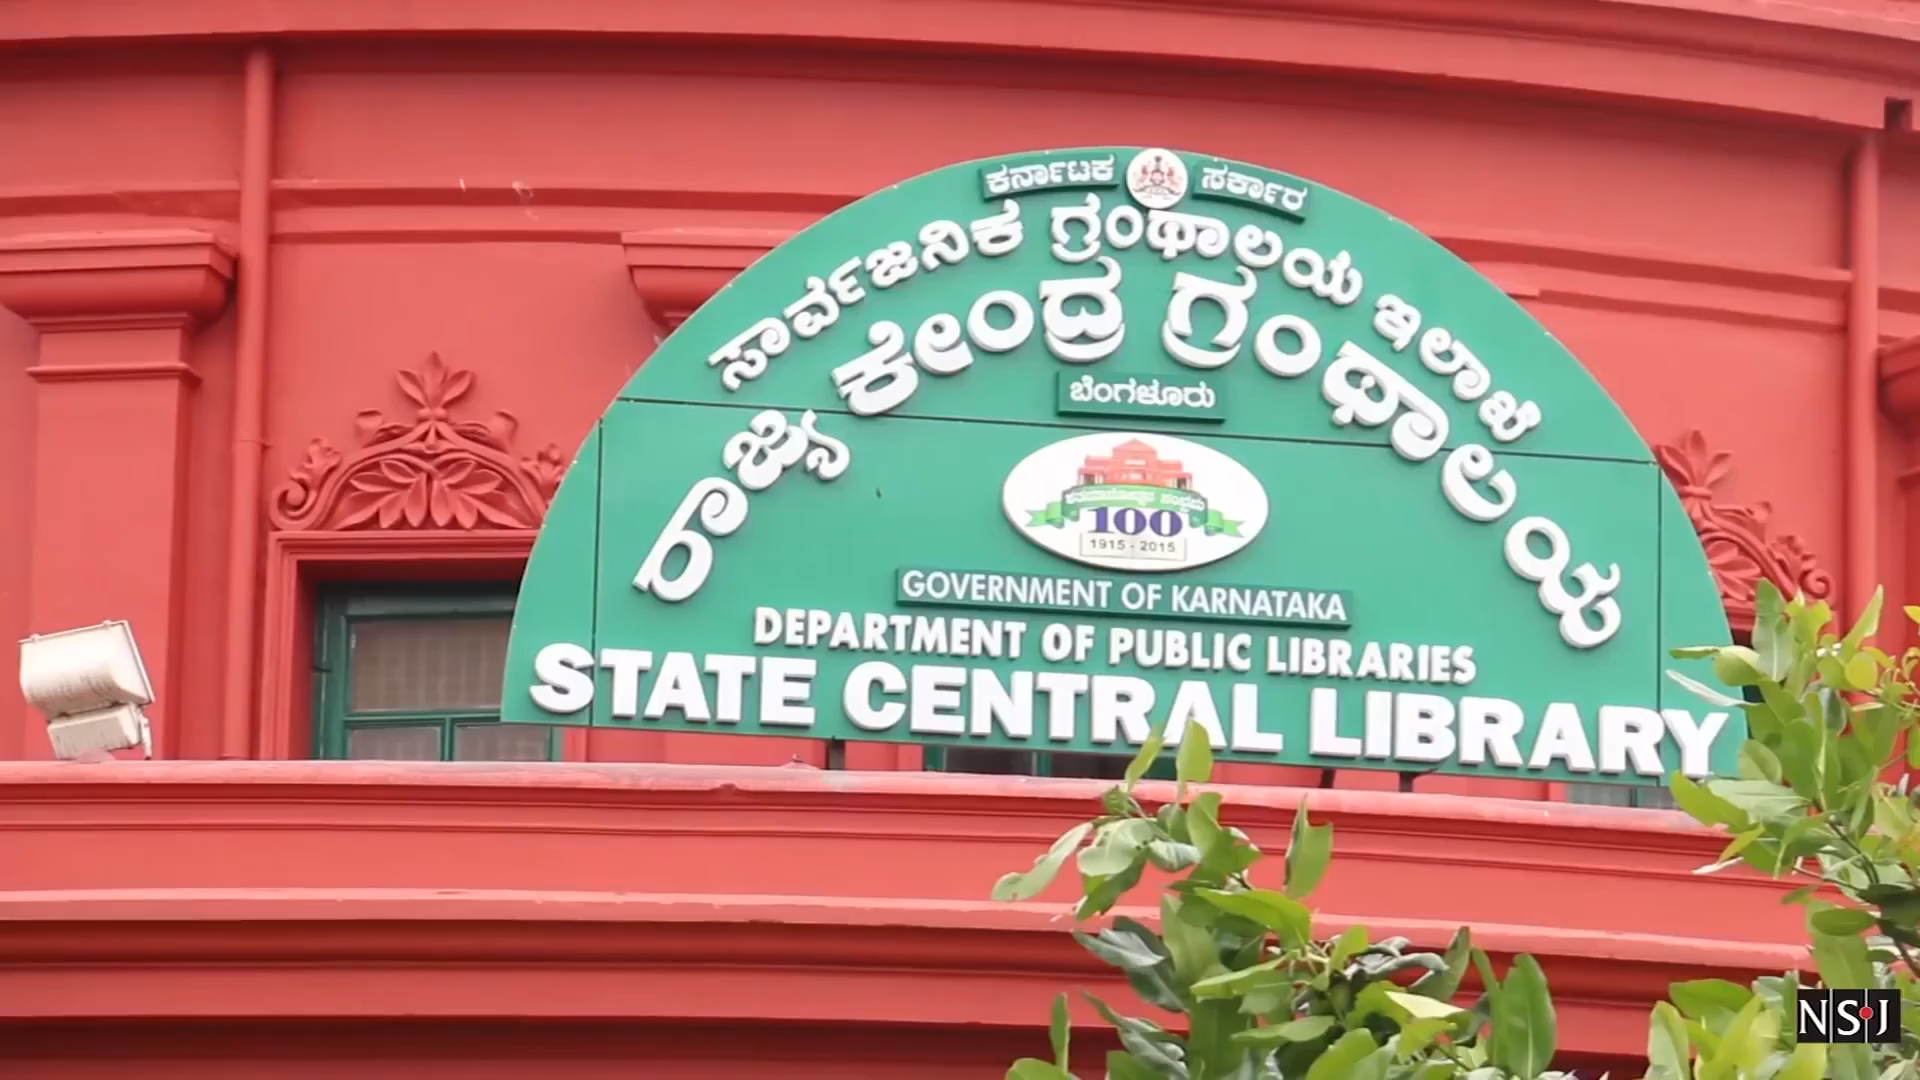 ಕರ್ನಾಟಕ ಸರ್ಕಾರ
ಸಾರ್ವಜನಿಕ ಗ್ರಂಥಾಲಯ ಇಲಾಖೆ
ರಾಜ್ಯ ಕೇಂದ್ರ ಗ್ರಂಥಾಲಯ
ಬೆಂಗಳೂರು
100
1915 - 2015
GOVERNMENT OF KARNATAKA
DEPARTMENT OF PUBLIC LIBRARIES
STATE CENTRAL LIBRARY
NSJ